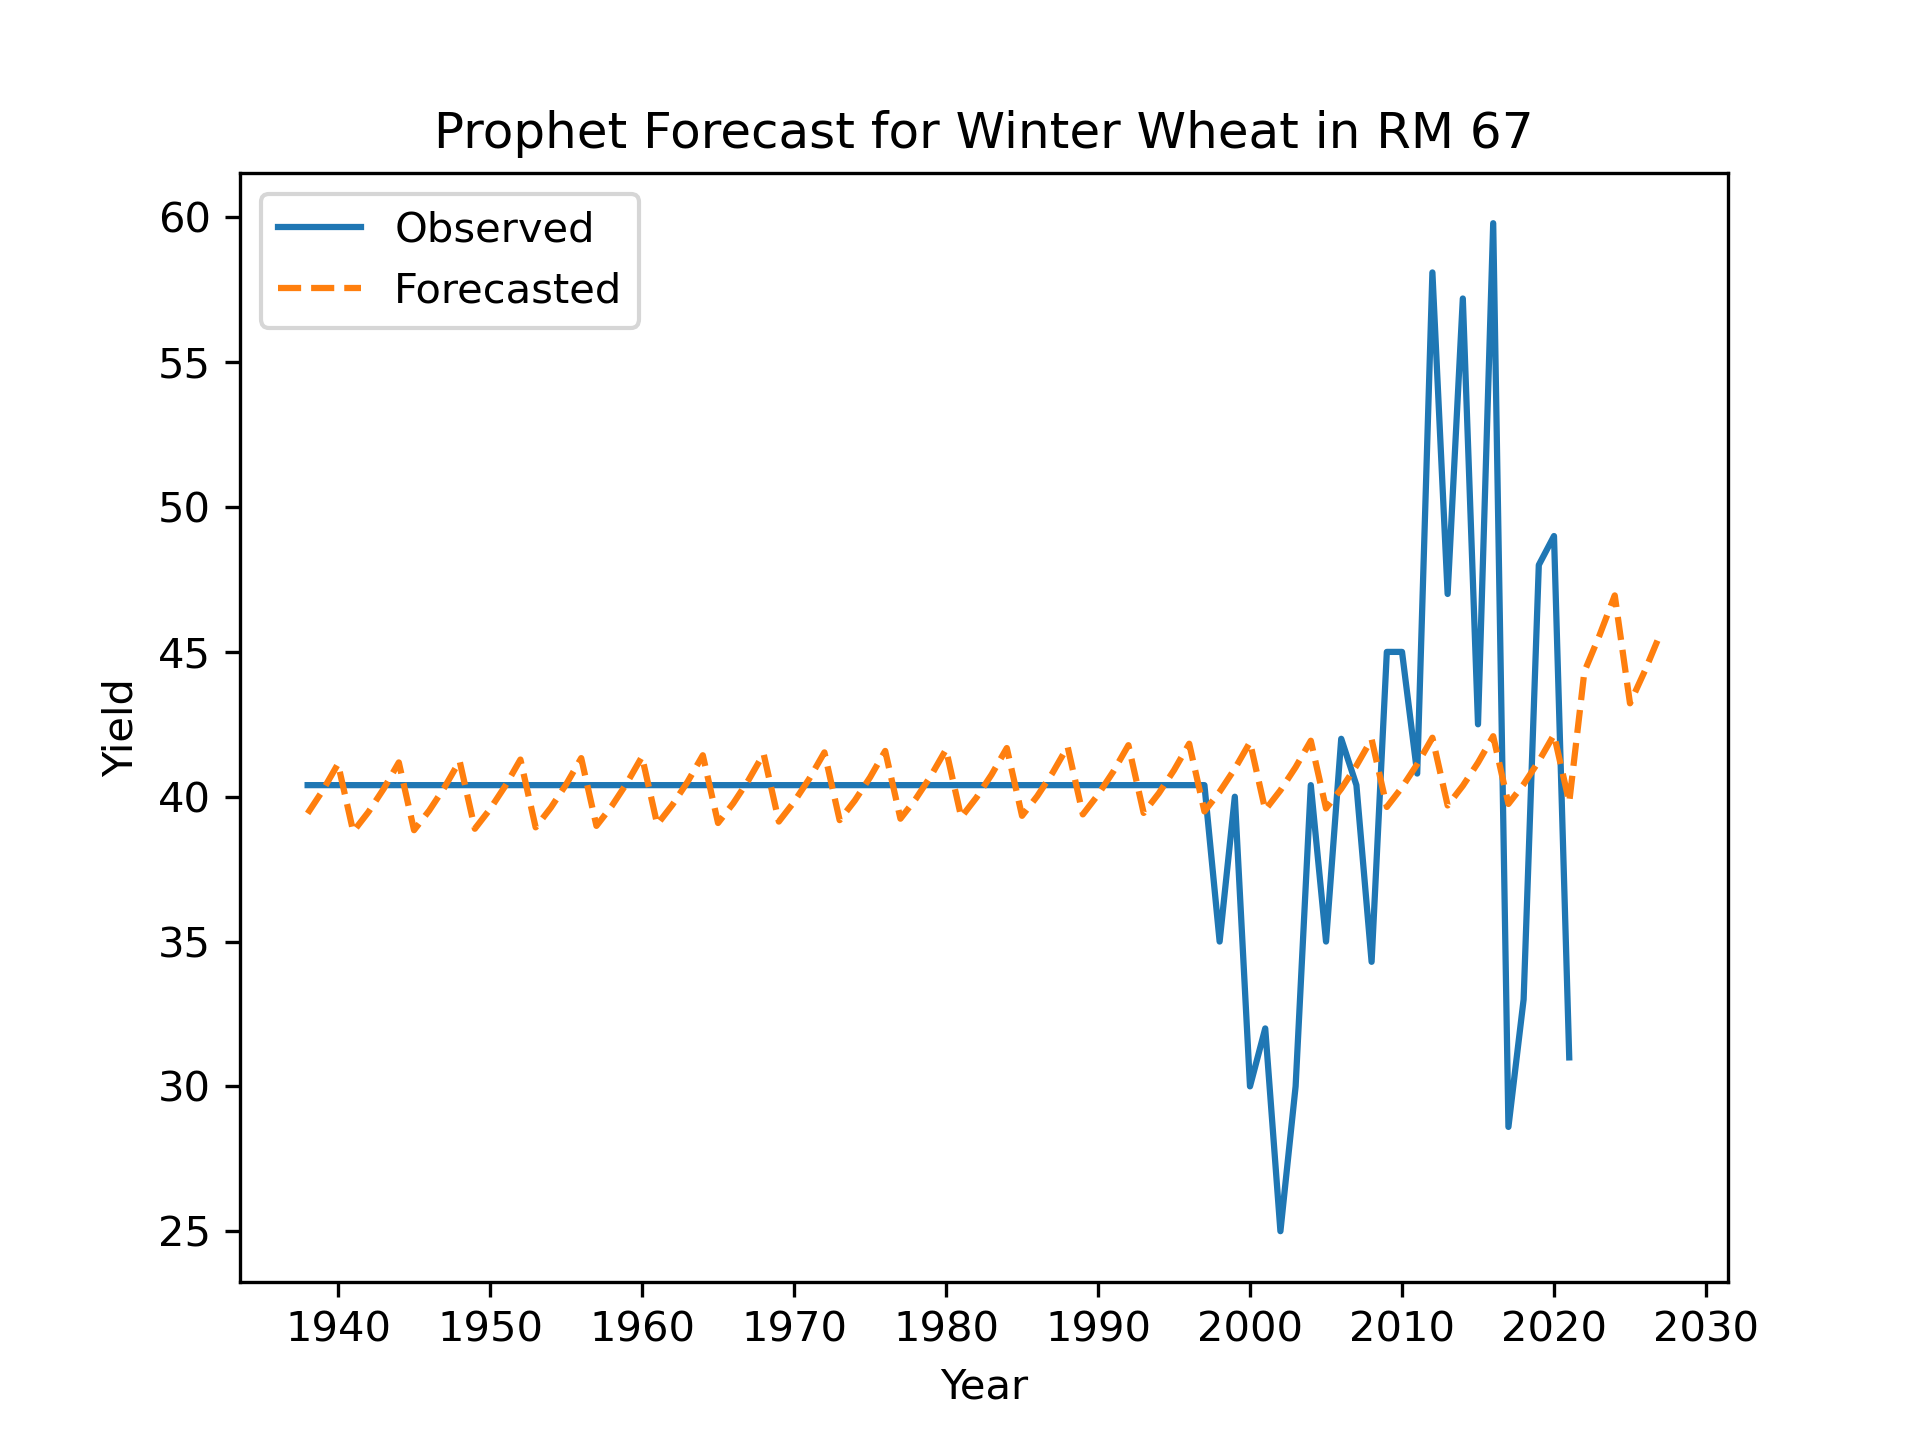 Prophet Forecast for Winter Wheat in RM 67
Observed
Forecasted
60
55
50
45
40
35
30
25
Yield
1940 1950 1960 1970 1980 1990 2000 2010 2020 2030
Year